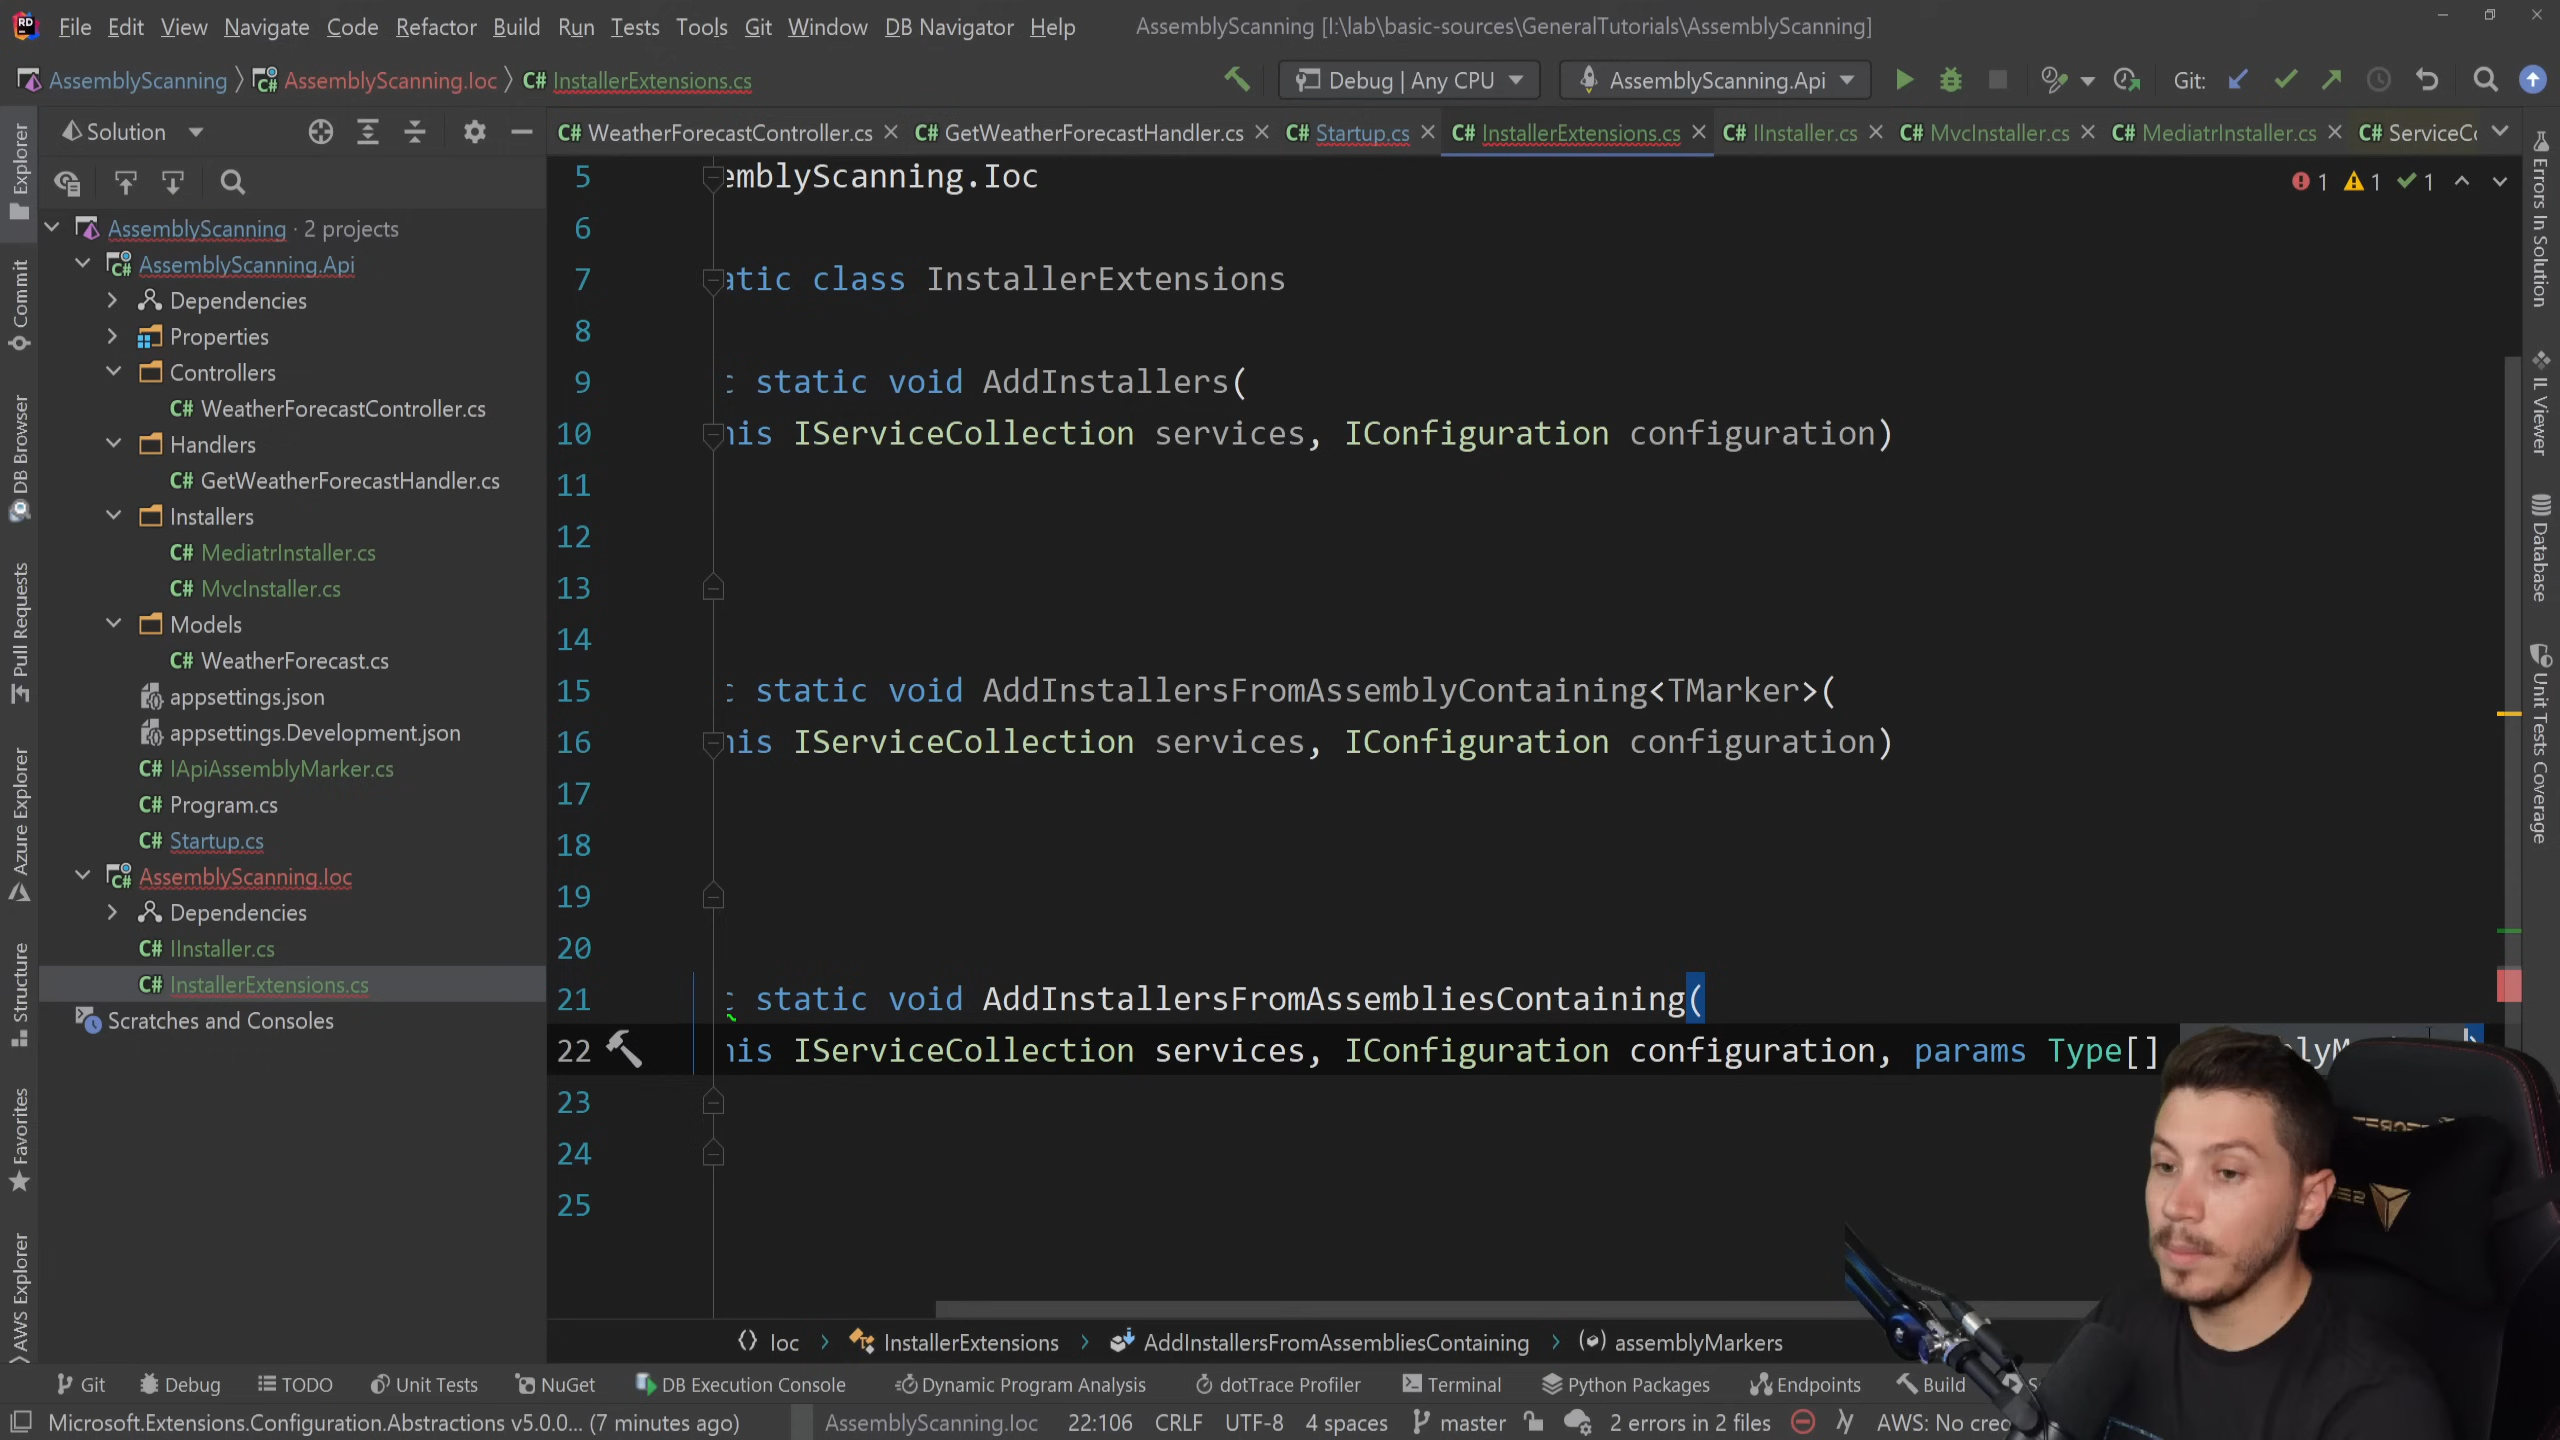 File Edit View Navigate Code Refactor Build Run Tests Tools Git Window DB Navigator Help AssemblyScanning [I:\lab\basic-sources\GeneralTutorials\AssemblyScanning]
AssemblyScanning AssemblyScanning.Ioc C# InstallerExtensions.cs Debug | Any CPU AssemblyScanning.Api Git:
Solution
C# WeatherForecastController.cs C# GetWeatherForecastHandler.cs C# Startup.cs C# InstallerExtensions.cs C# IInstaller.cs C# MvcInstaller.cs C# MediatrInstaller.cs C# ServiceCo
1 1 1
AssemblyScanning · 2 projects
AssemblyScanning.Api
Dependencies
Properties
Controllers
C# WeatherForecastController.cs
Handlers
C# GetWeatherForecastHandler.cs
Installers
C# MediatrInstaller.cs
C# MvcInstaller.cs
Models
C# WeatherForecast.cs
appsettings.json
appsettings.Development.json
C# IApiAssemblyMarker.cs
C# Program.cs
C# Startup.cs
AssemblyScanning.Ioc
Dependencies
C# IInstaller.cs
C# InstallerExtensions.cs
Scratches and Consoles
Explorer
Commit
DB Browser
Pull Requests
Azure Explorer
Structure
Favorites
AWS Explorer
5 emblyScanning.Ioc
6
7 atic class InstallerExtensions
8
9 c static void AddInstallers(
10 his IServiceCollection services, IConfiguration configuration)
11
12
13
14
15 c static void AddInstallersFromAssemblyContaining<TMarker>(
16 his IServiceCollection services, IConfiguration configuration)
17
18
19
20
21 c static void AddInstallersFromAssembliesContaining(
22 his IServiceCollection services, IConfiguration configuration, params Type[]
23
24
25
Errors In Solution
IL Viewer
Database
Unit Tests Coverage
Ioc InstallerExtensions AddInstallersFromAssembliesContaining assemblyMarkers
Git Debug TODO Unit Tests NuGet DB Execution Console Dynamic Program Analysis dotTrace Profiler Terminal Python Packages Endpoints Build
Microsoft.Extensions.Configuration.Abstractions v5.0.0... (7 minutes ago) AssemblyScanning.Ioc 22:106 CRLF UTF-8 4 spaces master 2 errors in 2 files AWS: No cred